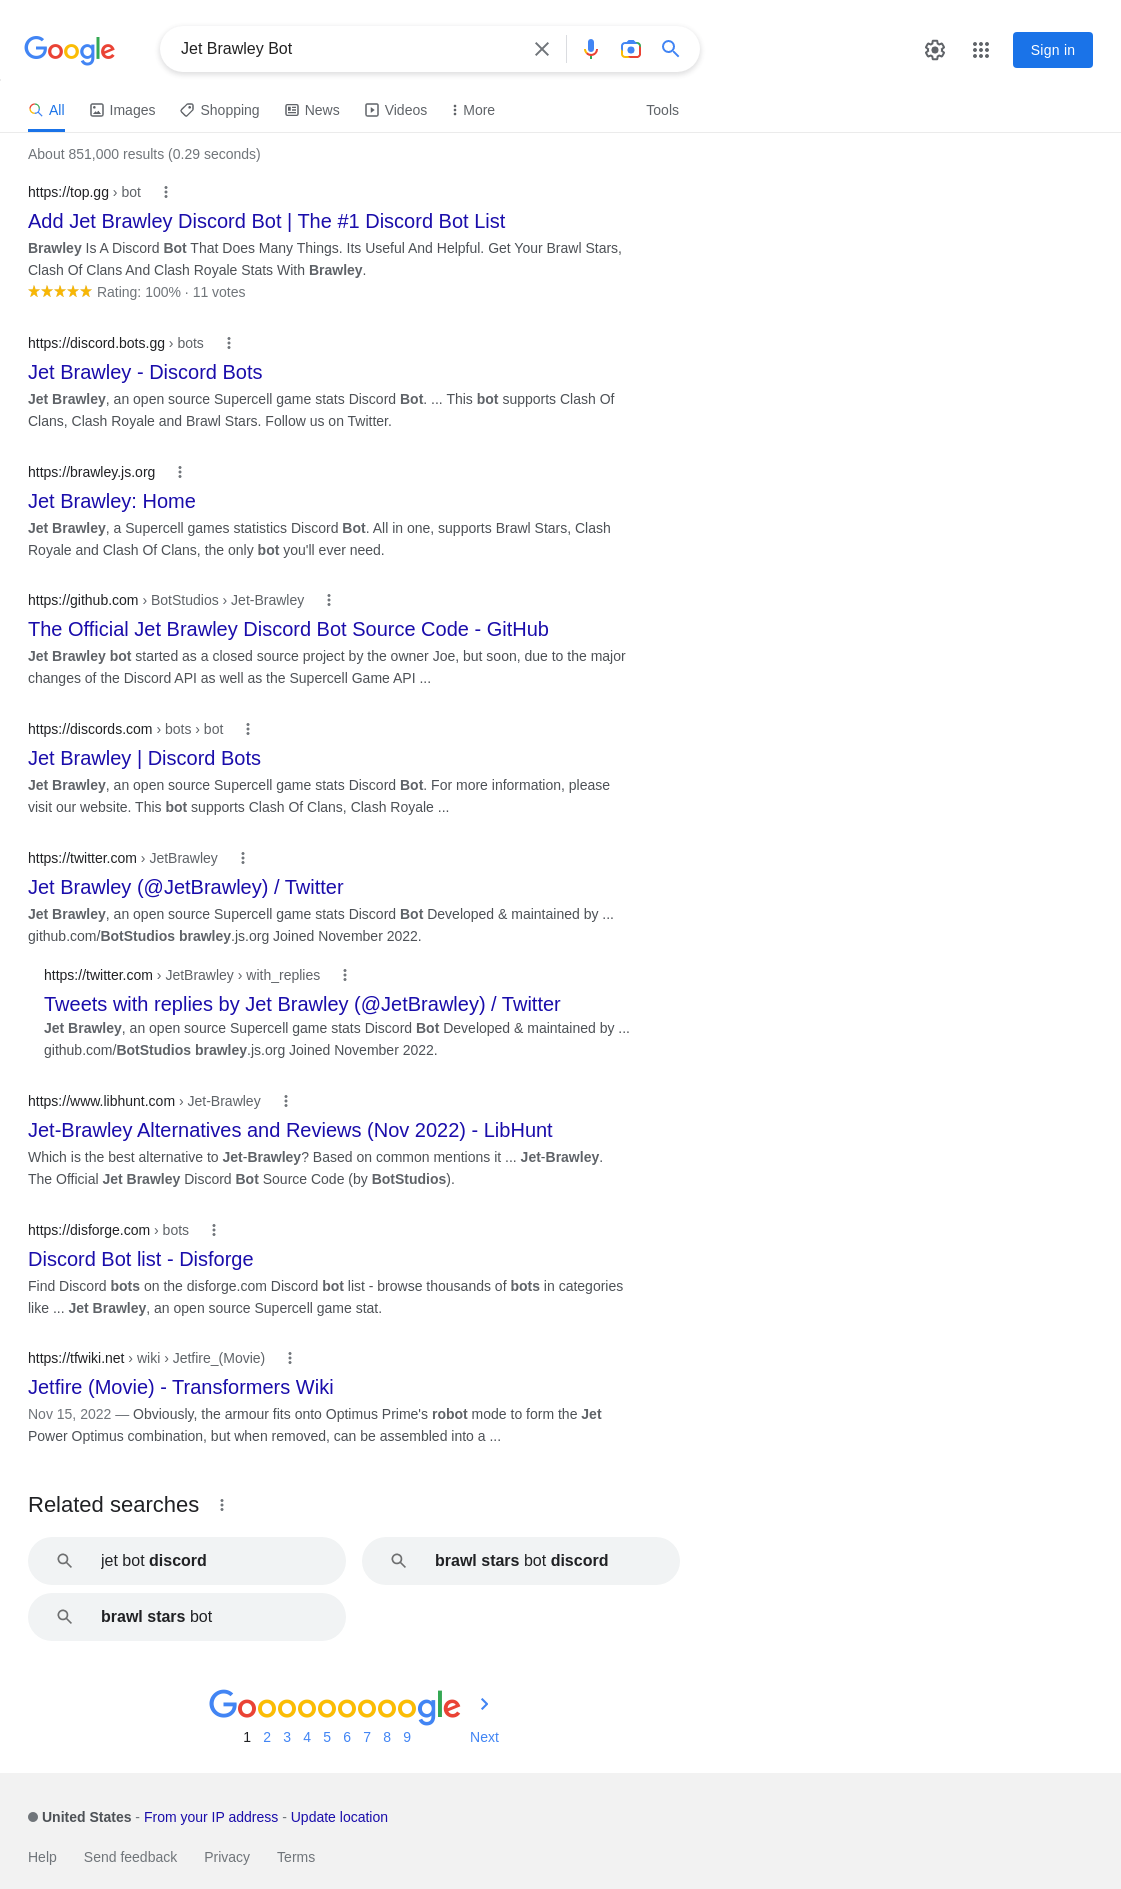 Google
Jet Brawley Bot
Sign in
All Images Shopping News Videos More Tools
About 851,000 results (0.29 seconds)
https://top.gg › bot
Add Jet Brawley Discord Bot | The #1 Discord Bot List
Brawley Is A Discord Bot That Does Many Things. Its Useful And Helpful. Get Your Brawl Stars,
Clash Of Clans And Clash Royale Stats With Brawley.
Rating: 100% · 11 votes
https://discord.bots.gg › bots
Jet Brawley - Discord Bots
Jet Brawley, an open source Supercell game stats Discord Bot. ... This bot supports Clash Of
Clans, Clash Royale and Brawl Stars. Follow us on Twitter.
https://brawley.js.org
Jet Brawley: Home
Jet Brawley, a Supercell games statistics Discord Bot. All in one, supports Brawl Stars, Clash
Royale and Clash Of Clans, the only bot you'll ever need.
https://github.com › BotStudios › Jet-Brawley
The Official Jet Brawley Discord Bot Source Code - GitHub
Jet Brawley bot started as a closed source project by the owner Joe, but soon, due to the major
changes of the Discord API as well as the Supercell Game API ...
https://discords.com › bots › bot
Jet Brawley | Discord Bots
Jet Brawley, an open source Supercell game stats Discord Bot. For more information, please
visit our website. This bot supports Clash Of Clans, Clash Royale ...
https://twitter.com › JetBrawley
Jet Brawley (@JetBrawley) / Twitter
Jet Brawley, an open source Supercell game stats Discord Bot Developed & maintained by ...
github.com/BotStudios brawley.js.org Joined November 2022.
https://twitter.com › JetBrawley › with_replies
Tweets with replies by Jet Brawley (@JetBrawley) / Twitter
Jet Brawley, an open source Supercell game stats Discord Bot Developed & maintained by ...
github.com/BotStudios brawley.js.org Joined November 2022.
https://www.libhunt.com › Jet-Brawley
Jet-Brawley Alternatives and Reviews (Nov 2022) - LibHunt
Which is the best alternative to Jet-Brawley? Based on common mentions it ... Jet-Brawley.
The Official Jet Brawley Discord Bot Source Code (by BotStudios).
https://disforge.com › bots
Discord Bot list - Disforge
Find Discord bots on the disforge.com Discord bot list - browse thousands of bots in categories
like ... Jet Brawley, an open source Supercell game stat.
https://tfwiki.net › wiki › Jetfire_(Movie)
Jetfire (Movie) - Transformers Wiki
Nov 15, 2022 — Obviously, the armour fits onto Optimus Prime's robot mode to form the Jet
Power Optimus combination, but when removed, can be assembled into a ...
Related searches
jet bot discord
brawl stars bot discord
brawl stars bot
Goooooooooogle
1 2 3 4 5 6 7 8 9 Next
United States - From your IP address - Update location
Help Send feedback Privacy Terms